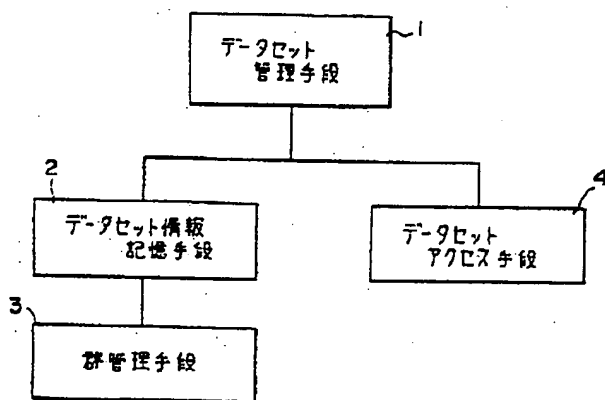 1
データセット
管理手段
2
データセット情報
記憶手段
4
データセット
アクセス手段
3
群管理手段